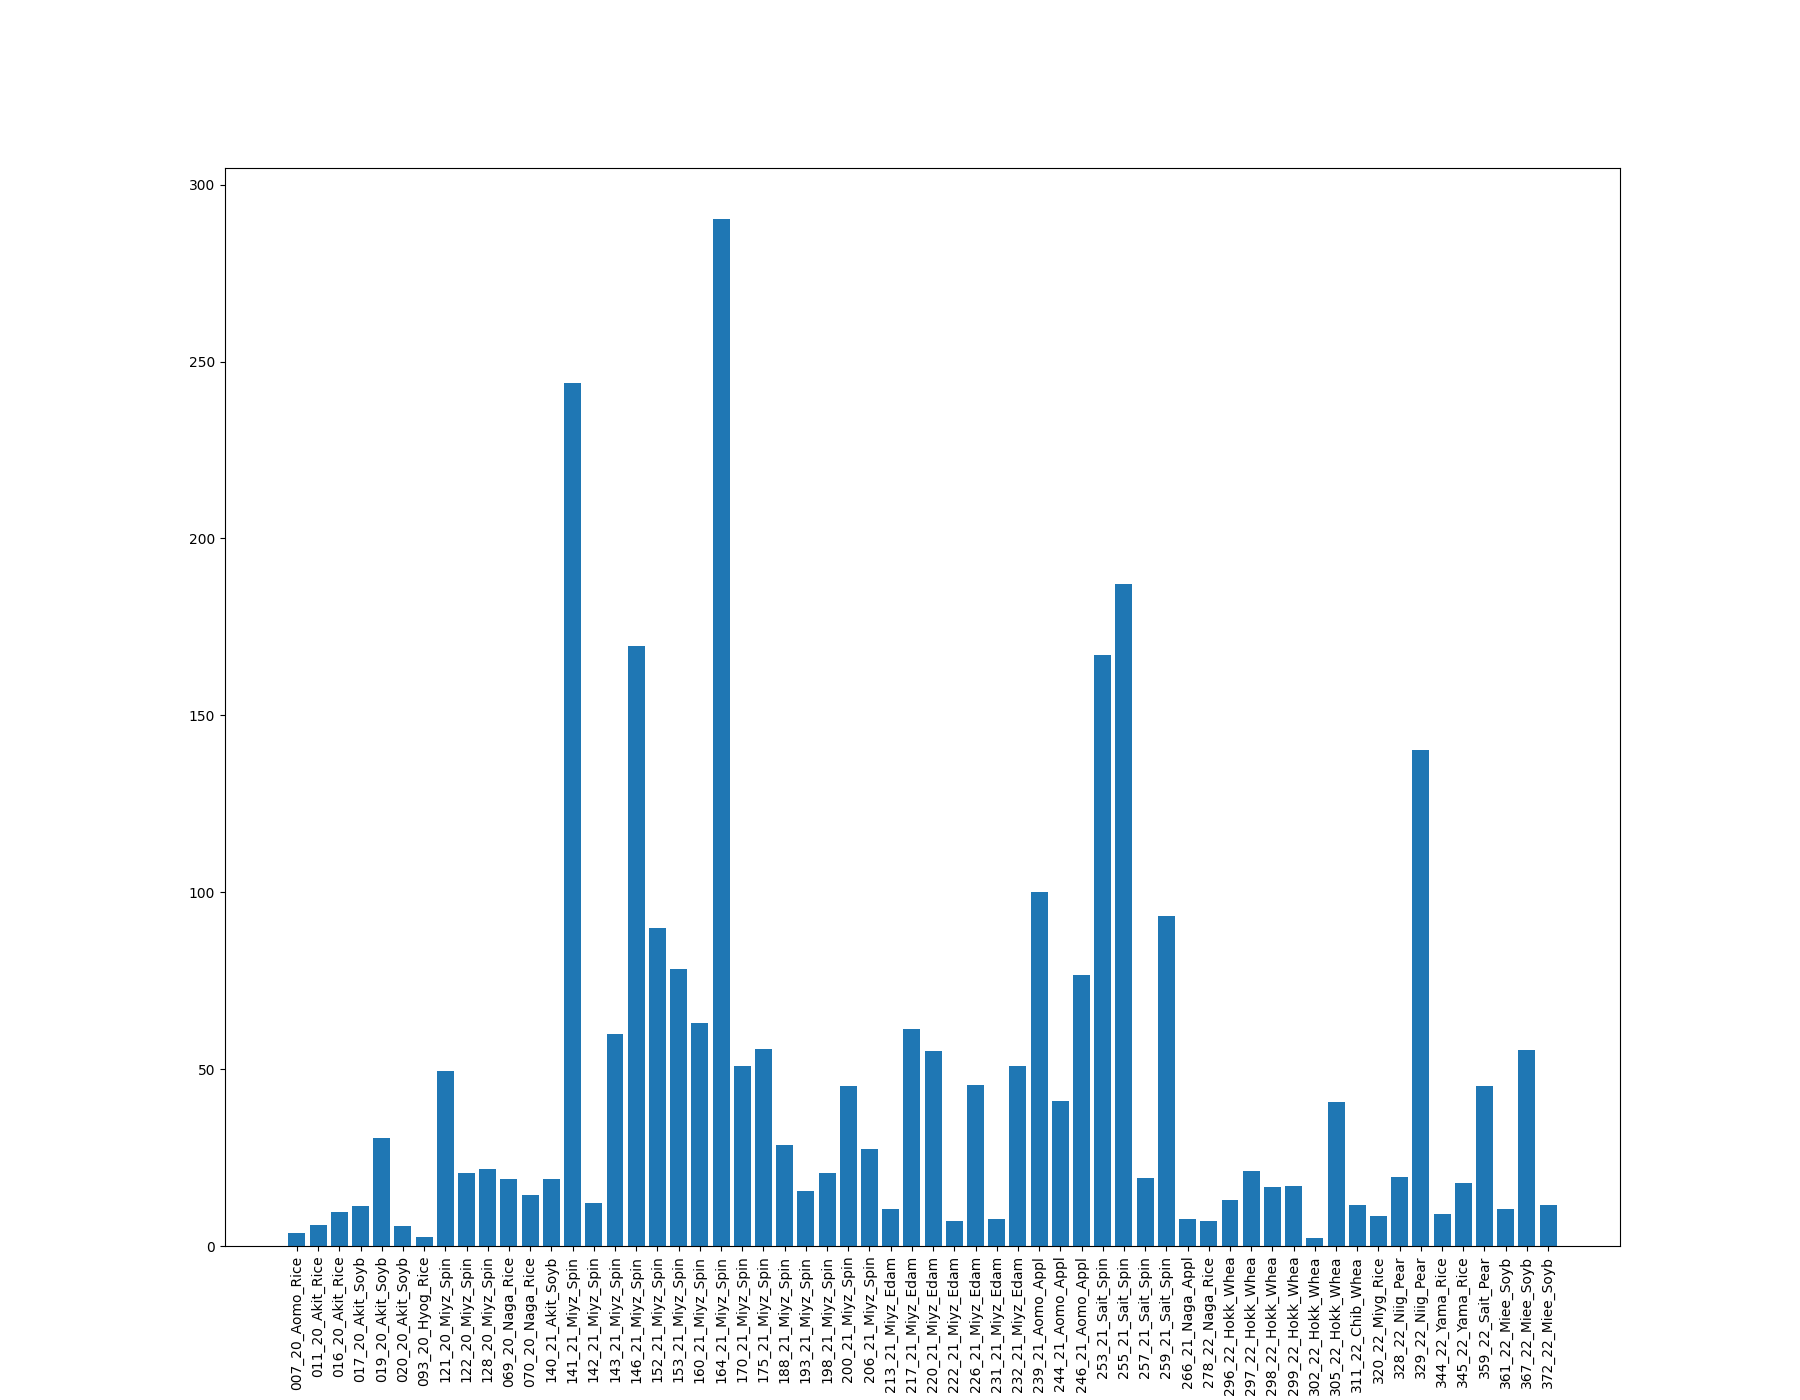 300
250
200
150
100
50
0
007_20_Aomo_Rice
011_20_Akit_Rice
016_20_Akit_Rice
017_20_Akit_Soyb
019_20_Akit_Soyb
020_20_Akit_Soyb
093_20_Hyog_Rice
121_20_Miyz_Spin
122_20_Miyz_Spin
128_20_Miyz_Spin
069_20_Naga_Rice
070_20_Naga_Rice
140_21_Akit_Soyb
141_21_Miyz_Spin
142_21_Miyz_Spin
143_21_Miyz_Spin
146_21_Miyz_Spin
152_21_Miyz_Spin
153_21_Miyz_Spin
160_21_Miyz_Spin
164_21_Miyz_Spin
170_21_Miyz_Spin
175_21_Miyz_Spin
188_21_Miyz_Spin
193_21_Miyz_Spin
198_21_Miyz_Spin
200_21_Miyz_Spin
206_21_Miyz_Spin
213_21_Miyz_Edam
217_21_Miyz_Edam
220_21_Miyz_Edam
222_21_Miyz_Edam
226_21_Miyz_Edam
231_21_Miyz_Edam
232_21_Miyz_Edam
239_21_Aomo_Appl
244_21_Aomo_Appl
246_21_Aomo_Appl
253_21_Sait_Spin
255_21_Sait_Spin
257_21_Sait_Spin
259_21_Sait_Spin
266_21_Naga_Appl
278_22_Naga_Rice
296_22_Hokk_Whea
297_22_Hokk_Whea
298_22_Hokk_Whea
299_22_Hokk_Whea
302_22_Hokk_Whea
305_22_Hokk_Whea
311_22_Chib_Whea
320_22_Miyg_Rice
328_22_Niig_Pear
329_22_Niig_Pear
344_22_Yama_Rice
345_22_Yama_Rice
359_22_Sait_Pear
361_22_Miee_Soyb
367_22_Miee_Soyb
372_22_Miee_Soyb